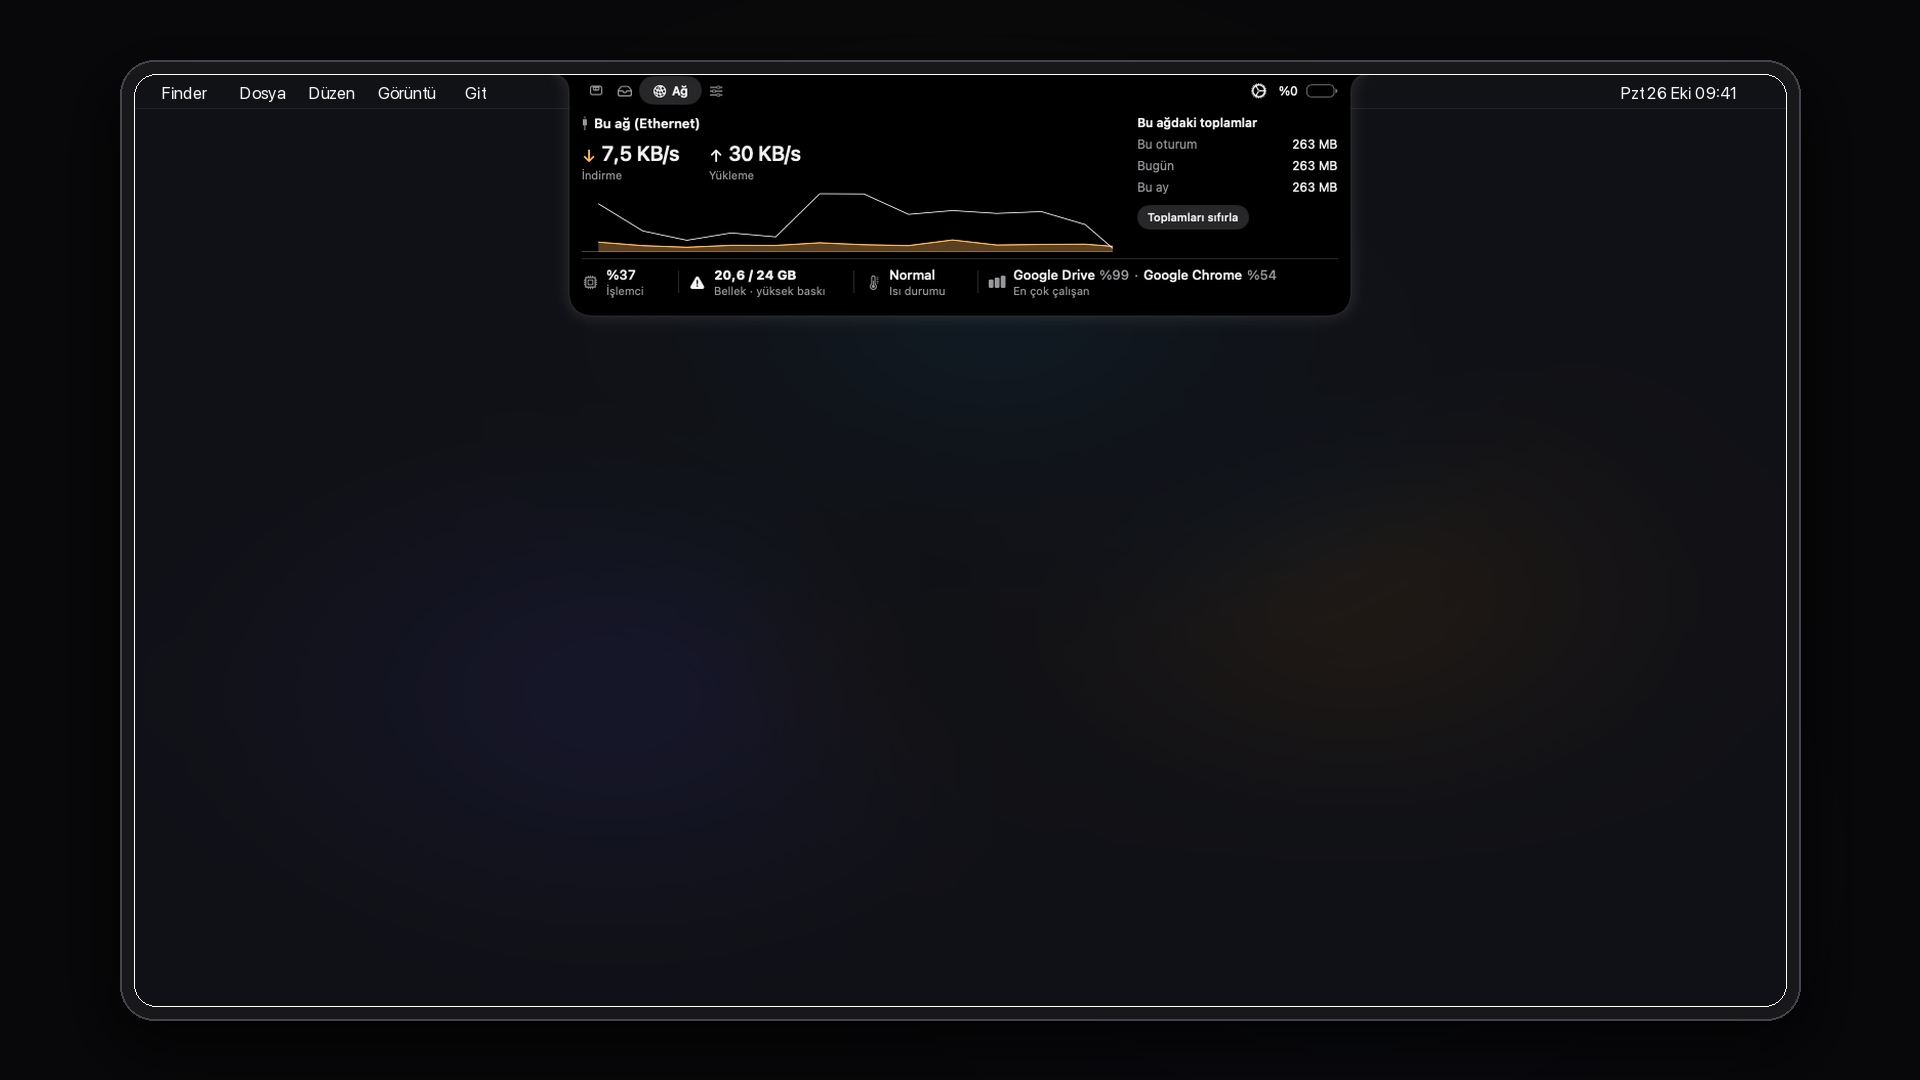 Finder Dosya Düzen Görüntü Git
Ağ
%0
Pzt 26 Eki 09:41
Bu ağ (Ethernet)
7,5 KB/s
İndirme
30 KB/s
Yükleme
Bu ağdaki toplamlar
Bu oturum 263 MB
Bugün 263 MB
Bu ay 263 MB
Toplamları sıfırla
%37
İşlemci
20,6 / 24 GB
Bellek · yüksek baskı
Normal
Isı durumu
Google Drive %99 · Google Chrome %54
En çok çalışan